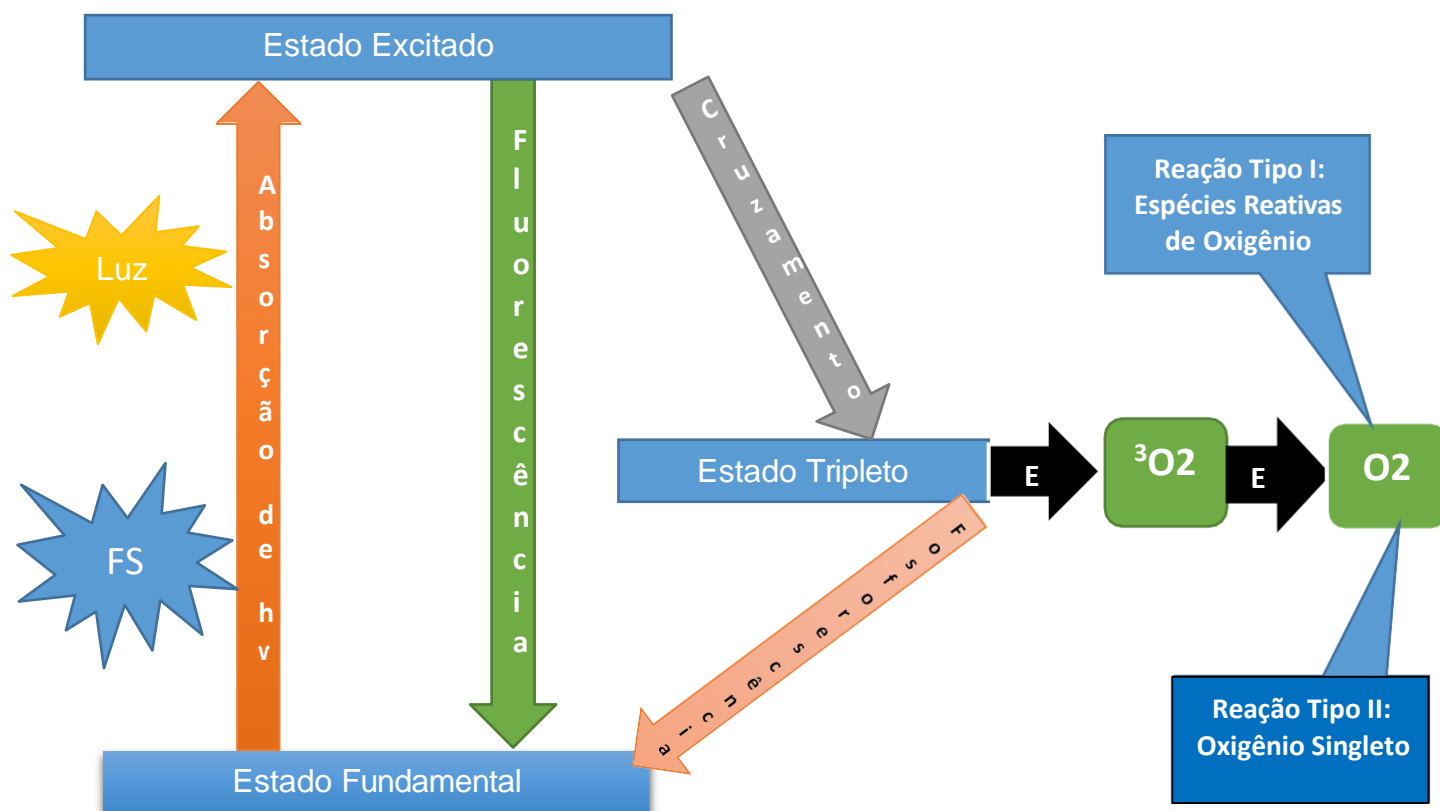 Estado Excitado
Luz
FS
Absorção de hv
Fluorescência
Cruzamento
Reação Tipo I:
Espécies Reativas
de Oxigênio
Estado Tripleto
E
³O2
E
O2
Fosforescência
Reação Tipo II:
Oxigênio Singleto
Estado Fundamental